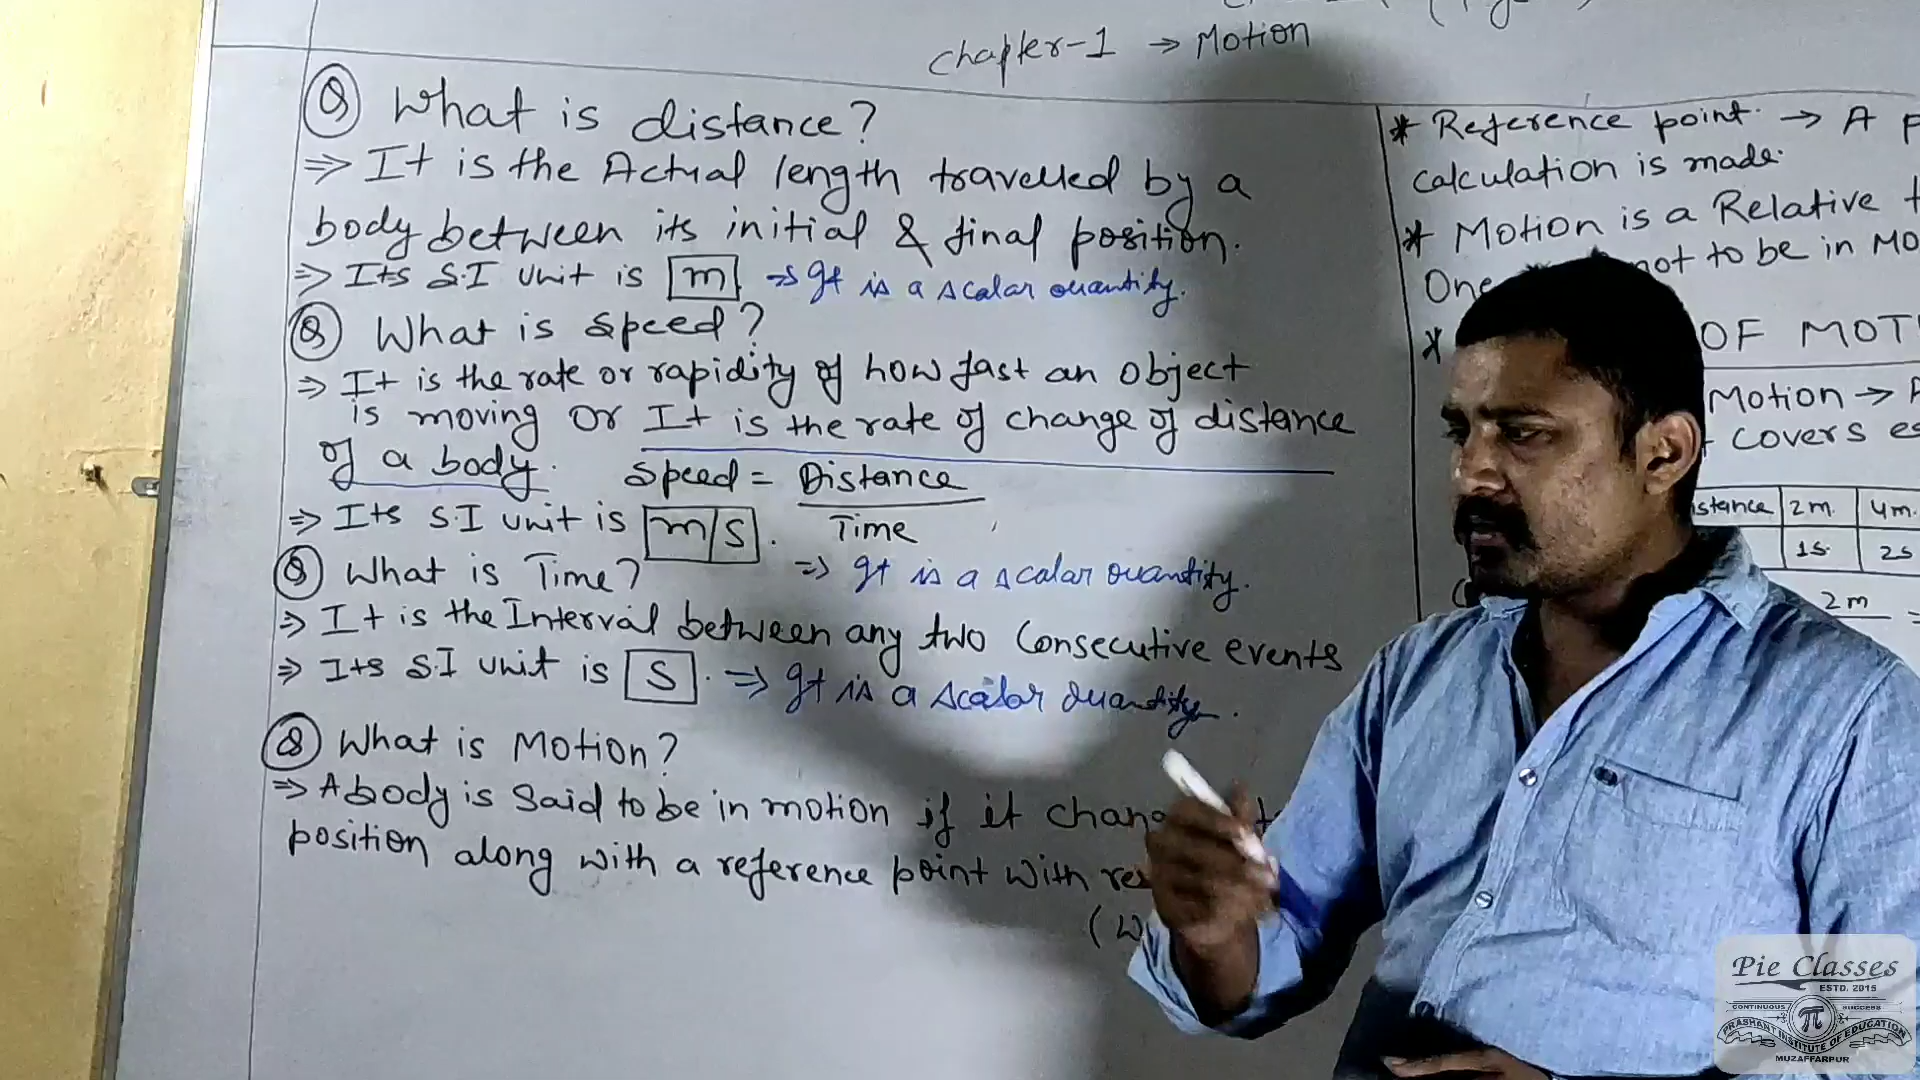 Chapter-1 → Motion
Q What is distance?
⇒ It is the Actual length travelled by a
body between its initial & final position.
⇒ Its S.I unit is m ⇒ It is a scalar quantity.
Q What is speed?
⇒ It is the rate or rapidity of how fast an object
is moving Or It is the rate of change of distance
of a body. Speed = Distance
Time
⇒ Its S.I unit is m/s.
⇒ It is a scalar quantity.
Q What is Time?
⇒ It is the Interval between any two Consecutive events
⇒ Its S.I unit is S. ⇒ It is a scalar quantity.
Q What is Motion?
⇒ A body is Said to be in motion if it
position along with a reference point with
* Reference point → A
calculation is made.
* Motion is a Relative
One not to be in
* OF
Motion →
covers
2m 4m
1s 2s
2m
Pie Classes
ESTD. 2015
CONTINUOUS SUCCESS
π
PRASHANT INSTITUTE OF EDUCATION
MUZAFFARPUR